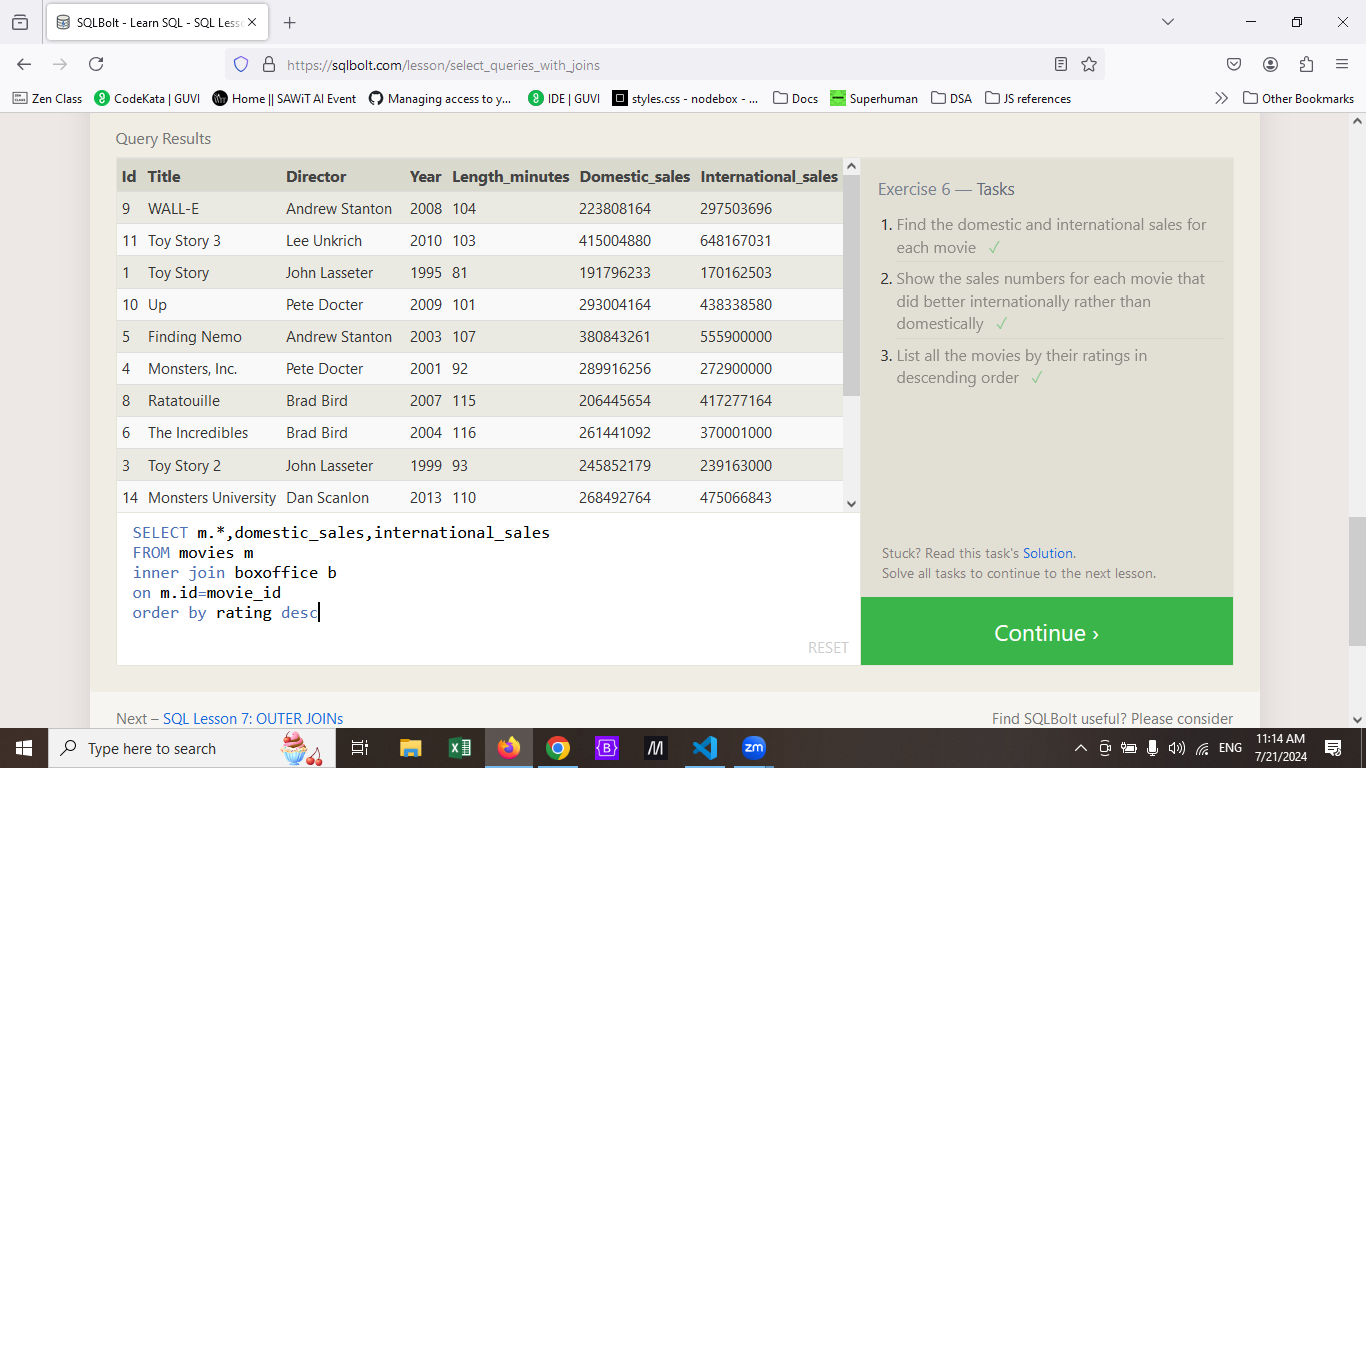 SQLBolt - Learn SQL - SQL Less
https://sqlbolt.com/lesson/select_queries_with_joins
Zen Class CodeKata | GUVI Home || SAWiT AI Event Managing access to y... IDE | GUVI styles.css - nodebox - ... Docs Superhuman DSA JS references Other Bookmarks
Query Results
Id Title Director Year Length_minutes Domestic_sales International_sales
9 WALL-E Andrew Stanton 2008 104 223808164 297503696
11 Toy Story 3 Lee Unkrich 2010 103 415004880 648167031
1 Toy Story John Lasseter 1995 81 191796233 170162503
10 Up Pete Docter 2009 101 293004164 438338580
5 Finding Nemo Andrew Stanton 2003 107 380843261 555900000
4 Monsters, Inc. Pete Docter 2001 92 289916256 272900000
8 Ratatouille Brad Bird 2007 115 206445654 417277164
6 The Incredibles Brad Bird 2004 116 261441092 370001000
3 Toy Story 2 John Lasseter 1999 93 245852179 239163000
14 Monsters University Dan Scanlon 2013 110 268492764 475066843
SELECT m.*,domestic_sales,international_sales
FROM movies m
inner join boxoffice b
on m.id=movie_id
order by rating desc
RESET
Exercise 6 — Tasks
1. Find the domestic and international sales for
each movie ✓
2. Show the sales numbers for each movie that
did better internationally rather than
domestically ✓
3. List all the movies by their ratings in
descending order ✓
Stuck? Read this task's Solution.
Solve all tasks to continue to the next lesson.
Continue ›
Next – SQL Lesson 7: OUTER JOINs
Find SQLBolt useful? Please consider
Type here to search
B
M
zm
ENG
11:14 AM
7/21/2024